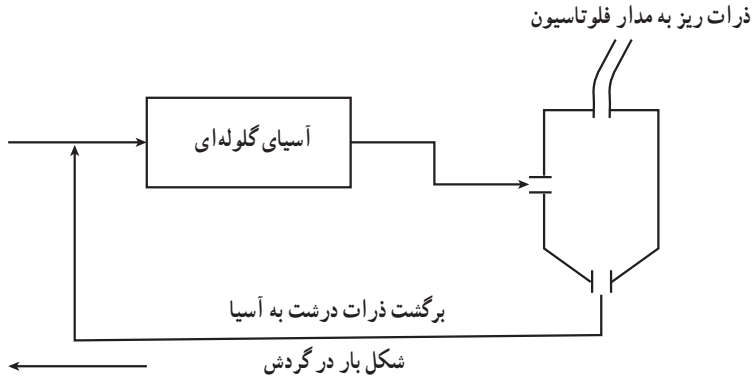 ذرات ریز به مدار فلوتاسیون
آسیای گلوله‌ای
برگشت ذرات درشت به آسیا
شکل بار در گردش